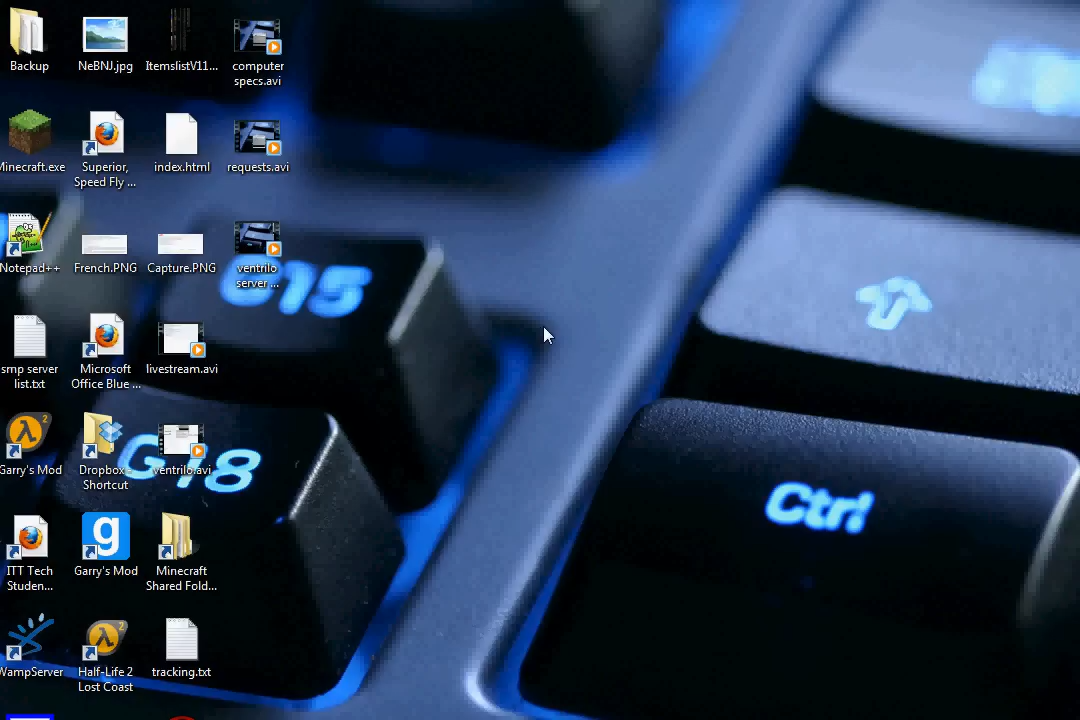 Backup
NeBNJ.jpg
ItemslistV11...
computer
specs.avi
Minecraft.exe
Superior,
Speed Fly ...
index.html
requests.avi
Notepad++
French.PNG
Capture.PNG
ventrilo
server ...
G15
smp server
list.txt
Microsoft
Office Blue ...
livestream.avi
Garry's Mod
Dropbox -
Shortcut
ventrilo.avi
G18
Ctrl
ITT Tech
Studen...
g
Garry's Mod
Minecraft
Shared Fold...
WampServer
Half-Life 2
Lost Coast
tracking.txt